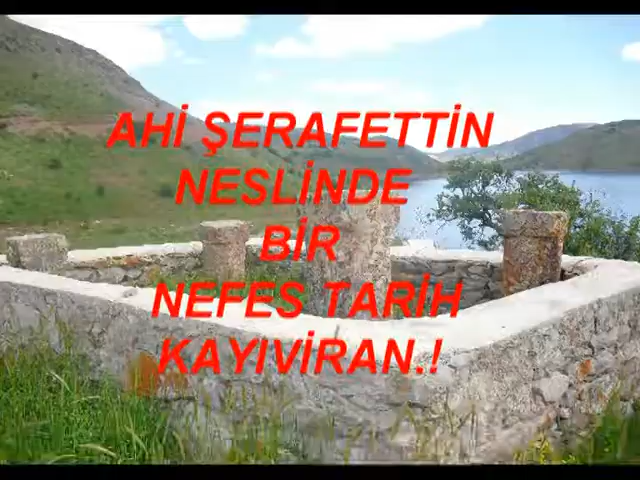 AHİ ŞERAFETTİN
NESLİNDE
BİR
NEFES TARİH
KAYIVİRAN.!